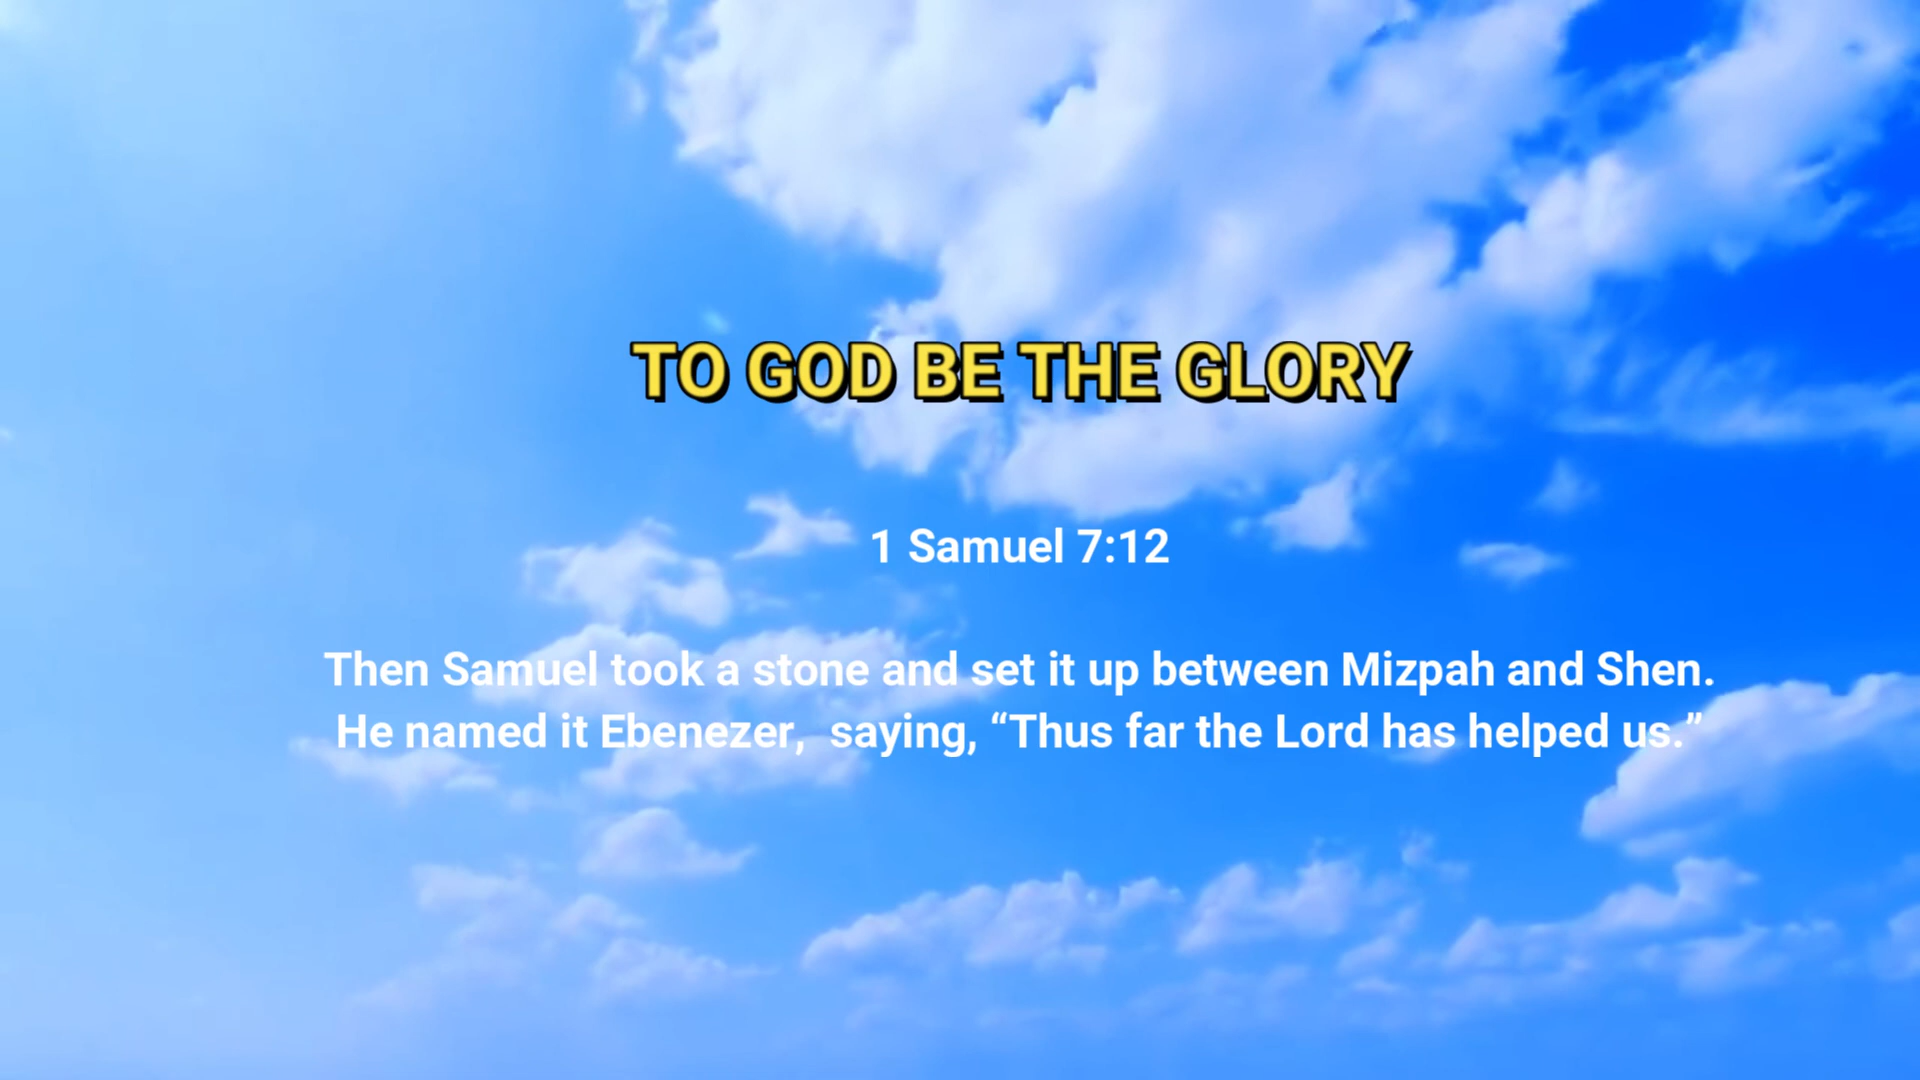 TO GOD BE THE GLORY
1 Samuel 7:12
Then Samuel took a stone and set it up between Mizpah and Shen.
He named it Ebenezer,  saying, “Thus far the Lord has helped us.”